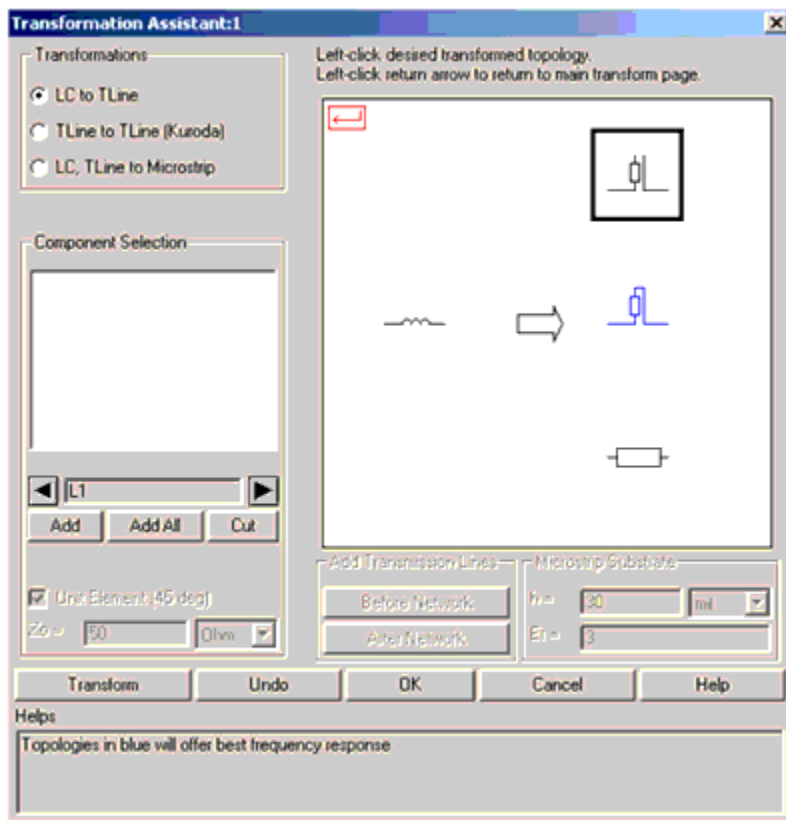 Transformation Assistant:1
Transformations
LC to TLine
TLine to TLine (Kuroda)
LC, TLine to Microstrip
Left-click desired transformed topology.
Left-click return arrow to return to main transform page.
Component Selection
L1
Add Add All Cut
Unit Element (45 deg)
Zo = 50 Ohm
Add Transmission Lines
Before Network
After Network
Microstrip Substrate
h = 30 mil
Er = 3
Transform Undo OK Cancel Help
Helps
Topologies in blue will offer best frequency response